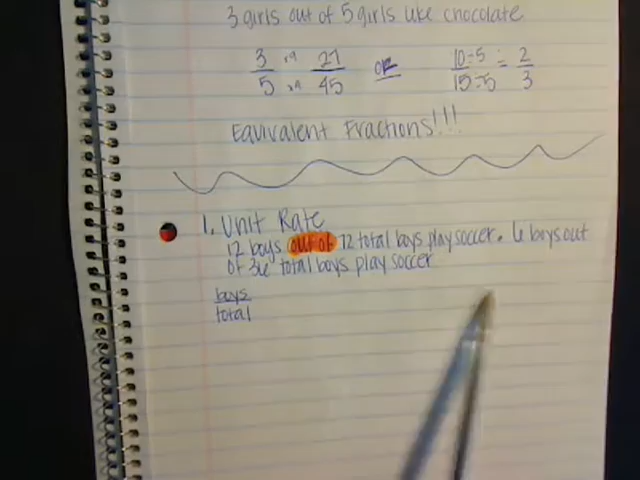 3 girls out of 5 girls like chocolate
3/5 ×9 ×9 27/45 OR 10÷5/15÷5 = 2/3
Equivalent Fractions!!!
1. Unit Rate
12 boys out of 72 total boys play soccer. 6 boys out
of 36 total boys play soccer
boys
total